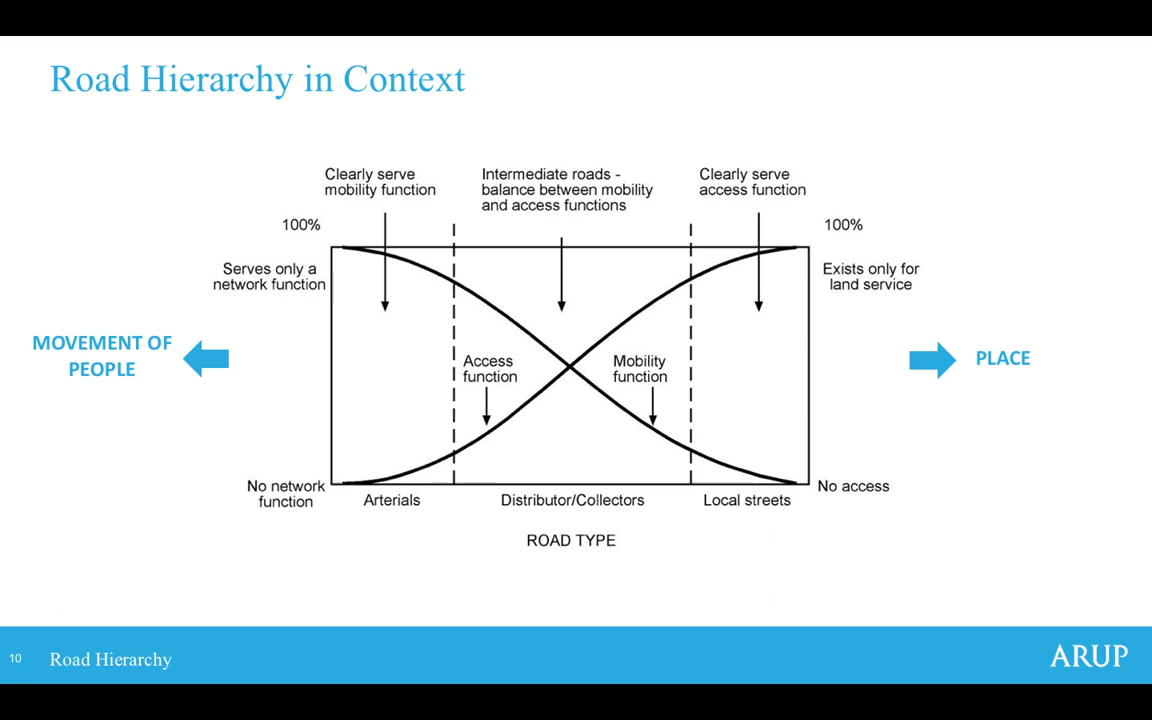 Road Hierarchy in Context
Clearly serve
mobility function
Intermediate roads -
balance between mobility
and access functions
Clearly serve
access function
100%
100%
Serves only a
network function
Exists only for
land service
MOVEMENT OF
PEOPLE
PLACE
Access
function
Mobility
function
No network
function
No access
Arterials
Distributor/Collectors
Local streets
ROAD TYPE
10
Road Hierarchy
ARUP